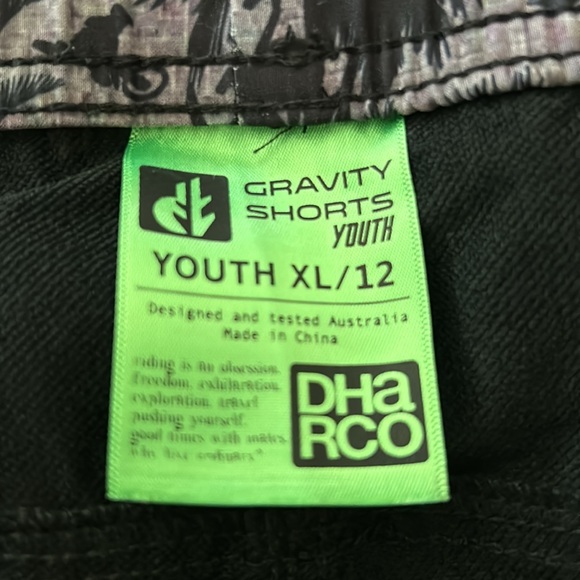 GRAVITY
SHORTS
YOUTH
YOUTH XL/12
Designed and tested Australia
Made in China
riding is an obsession.
freedom. exhilaration.
exploration. travel
pushing yourself.
good times with mates.
DHa
RCO